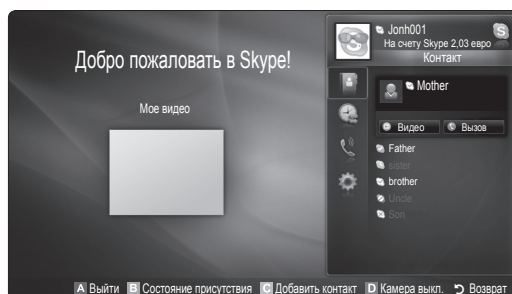 Добро пожаловать в Skype!
Мое видео
Jonh001
На счету Skype 2,03 евро
Контакт
Mother
Видео Вызов
Father
sister
brother
Uncle
Son
A Выйти B Состояние присутствия C Добавить контакт D Камера выкл. Возврат